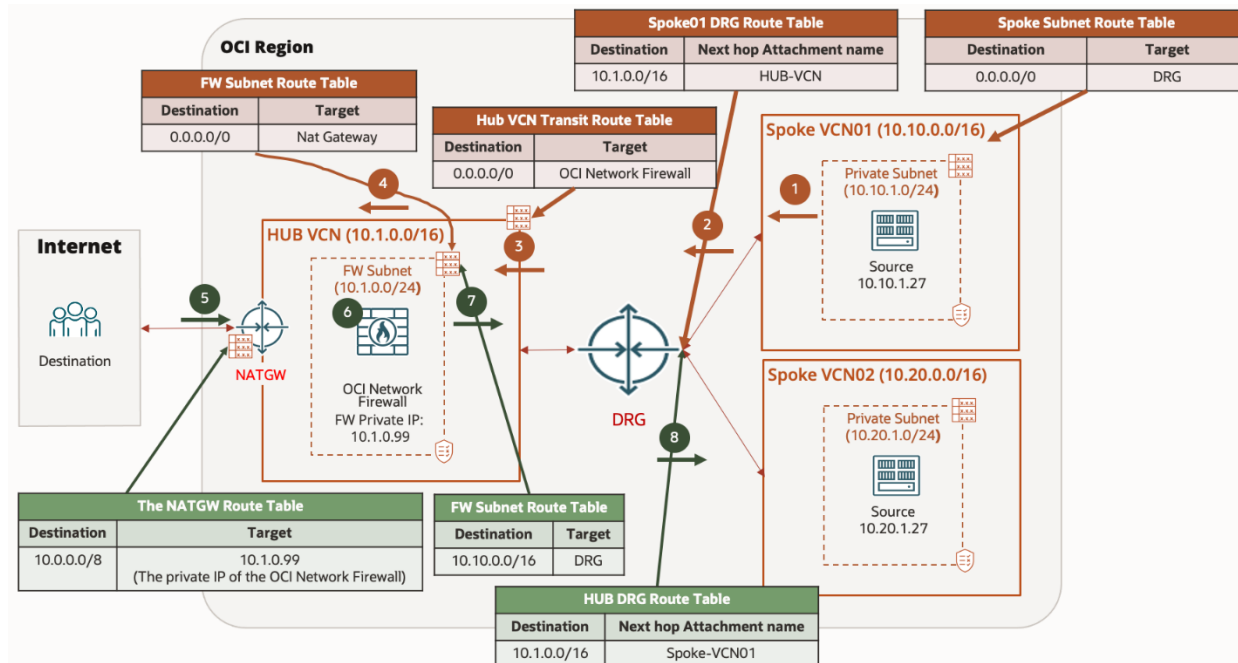 OCI Region
Spoke01 DRG Route Table
Destination Next hop Attachment name
10.1.0.0/16 HUB-VCN
Spoke Subnet Route Table
Destination Target
0.0.0.0/0 DRG
FW Subnet Route Table
Destination Target
0.0.0.0/0 Nat Gateway
Hub VCN Transit Route Table
Destination Target
0.0.0.0/0 OCI Network Firewall
Spoke VCN01 (10.10.0.0/16)
Private Subnet
(10.10.1.0/24)
Source
10.10.1.27
1
2
3
4
Internet
Destination
5
NATGW
HUB VCN (10.1.0.0/16)
FW Subnet
(10.1.0.0/24)
6
OCI Network
Firewall
FW Private IP:
10.1.0.99
7
DRG
8
Spoke VCN02 (10.20.0.0/16)
Private Subnet
(10.20.1.0/24)
Source
10.20.1.27
The NATGW Route Table
Destination Target
10.0.0.0/8 10.1.0.99
(The private IP of the OCI Network Firewall)
FW Subnet Route Table
Destination Target
10.10.0.0/16 DRG
HUB DRG Route Table
Destination Next hop Attachment name
10.1.0.0/16 Spoke-VCN01